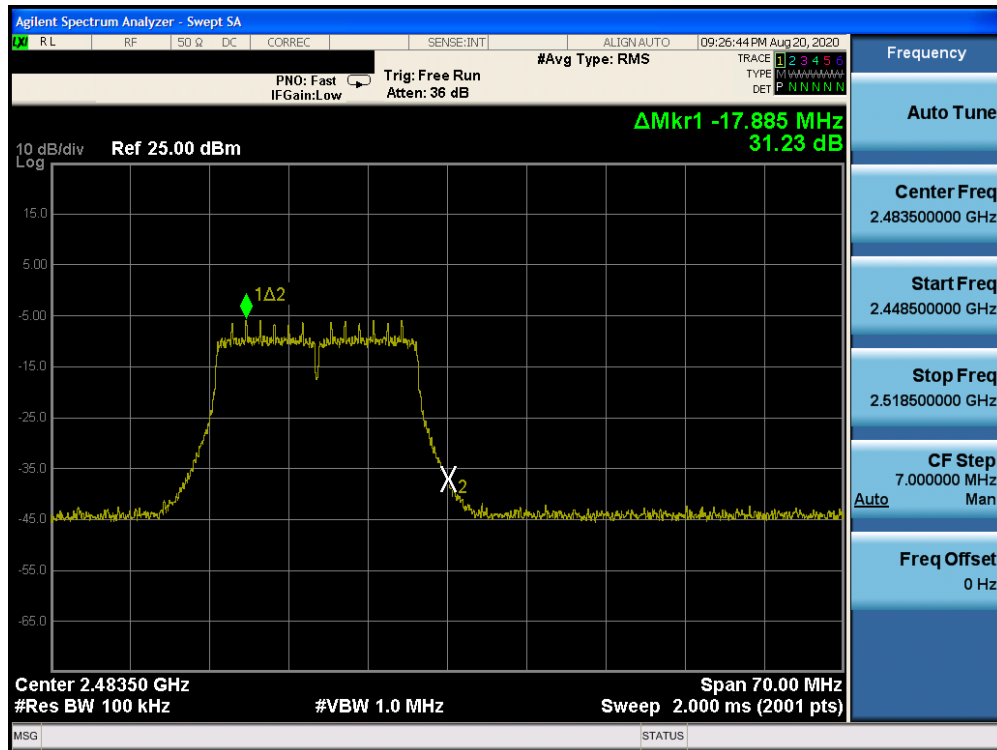 Agilent Spectrum Analyzer - Swept SA
LXI RL RF 50 Ω DC CORREC SENSE:INT ALIGN AUTO 09:26:44 PM Aug 20, 2020
PNO: Fast
IFGain:Low
Trig: Free Run
Atten: 36 dB
#Avg Type: RMS
TRACE 1 2 3 4 5 6
TYPE M
DET P N N N N N
ΔMkr1 -17.885 MHz
31.23 dB
10 dB/div
Log
Ref 25.00 dBm
15.0
5.00
-5.00
-15.0
-25.0
-35.0
-45.0
-55.0
-65.0
1Δ2
2
Center 2.48350 GHz
Span 70.00 MHz
#Res BW 100 kHz
#VBW 1.0 MHz
Sweep 2.000 ms (2001 pts)
MSG
STATUS
Frequency
Auto Tune
Center Freq
2.483500000 GHz
Start Freq
2.448500000 GHz
Stop Freq
2.518500000 GHz
CF Step
7.000000 MHz
Auto Man
Freq Offset
0 Hz